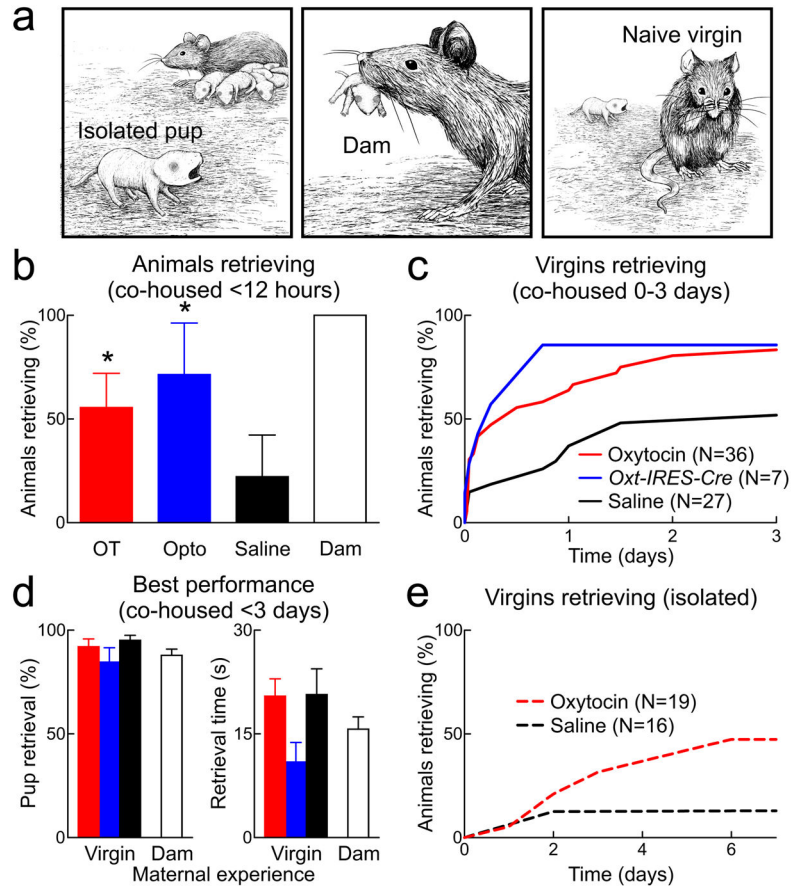 a
Isolated pup
Dam
Naive virgin
b
Animals retrieving
(co-housed <12 hours)
Animals retrieving (%)
100
50
0
*
*
OT
Opto
Saline
Dam
c
Virgins retrieving
(co-housed 0-3 days)
Animals retrieving (%)
100
50
0
Oxytocin (N=36)
Oxt-IRES-Cre (N=7)
Saline (N=27)
0
1
2
3
Time (days)
d
Best performance
(co-housed <3 days)
Pup retrieval (%)
100
50
0
Virgin
Dam
Retrieval time (s)
30
15
0
Virgin
Dam
Maternal experience
e
Virgins retrieving (isolated)
Animals retrieving (%)
100
50
0
Oxytocin (N=19)
Saline (N=16)
0
2
4
6
Time (days)